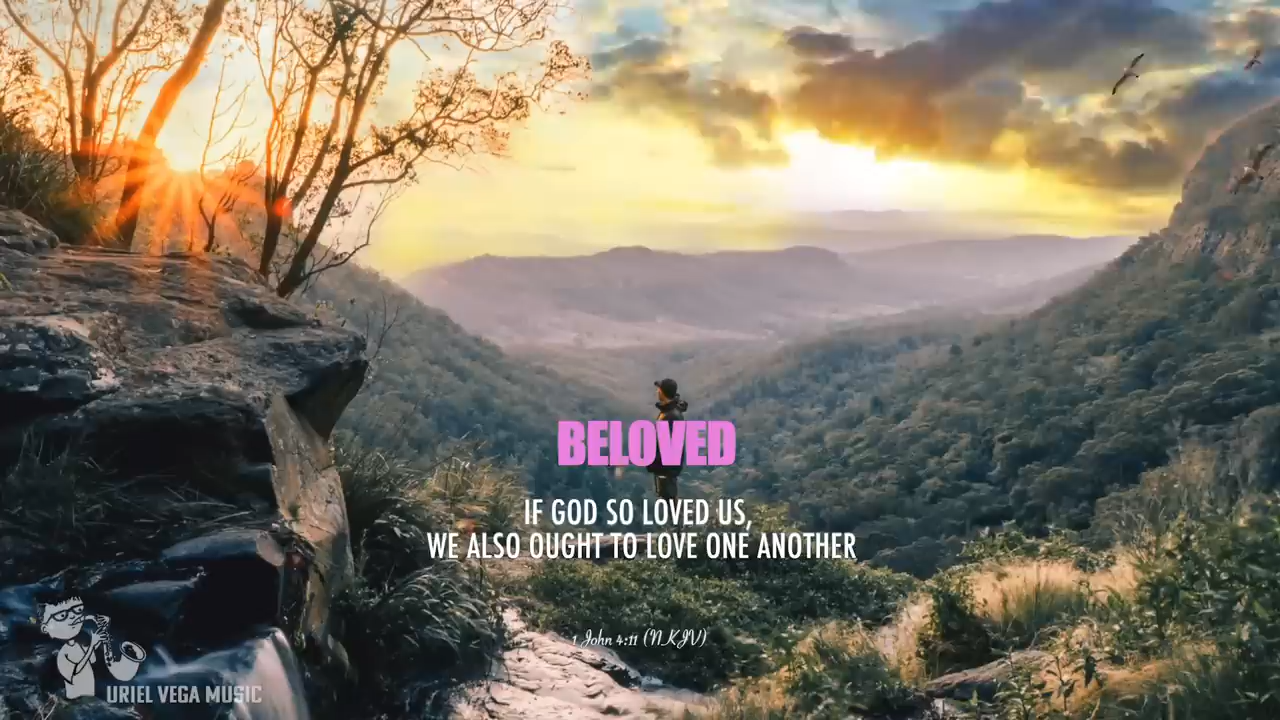 BELOVED
IF GOD SO LOVED US,
WE ALSO OUGHT TO LOVE ONE ANOTHER
1 John 4:11 (NKJV)
URIEL VEGA MUSIC